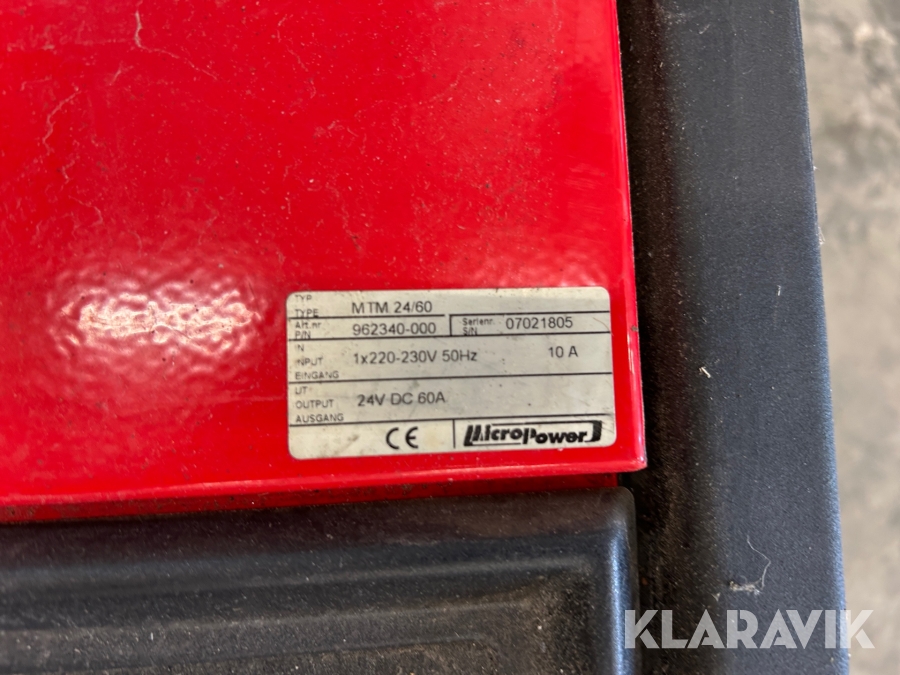 TYP
TYPE MTM 24/60
Art.nr
P/N 962340-000 Serienr. S/N 07021805
IN
INPUT 1x220-230V 50Hz 10 A
EINGANG
UT
OUTPUT 24V DC 60A
AUSGANG
CE MicroPower
KLARAVIK